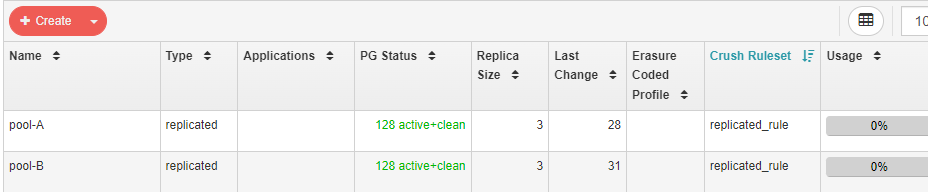 Create
10
Name Type Applications PG Status Replica Size Last Change Erasure Coded Profile Crush Ruleset Usage
pool-A replicated 128 active+clean 3 28 replicated_rule 0%
pool-B replicated 128 active+clean 3 31 replicated_rule 0%